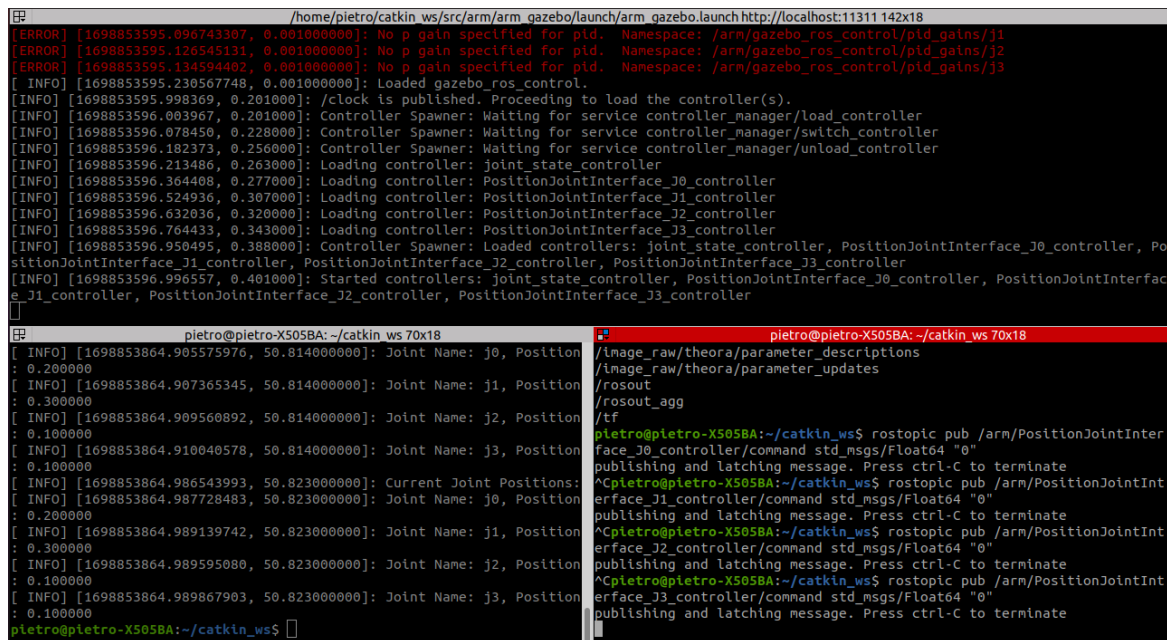 /home/pietro/catkin_ws/src/arm/arm_gazebo/launch/arm_gazebo.launch http://localhost:11311 142x18
[ERROR] [1698853595.096743307, 0.001000000]: No p gain specified for pid.  Namespace: /arm/gazebo_ros_control/pid_gains/j1
[ERROR] [1698853595.126545131, 0.001000000]: No p gain specified for pid.  Namespace: /arm/gazebo_ros_control/pid_gains/j2
[ERROR] [1698853595.134594402, 0.001000000]: No p gain specified for pid.  Namespace: /arm/gazebo_ros_control/pid_gains/j3
[ INFO] [1698853595.230567748, 0.001000000]: Loaded gazebo_ros_control.
[INFO] [1698853595.998369, 0.201000]: /clock is published. Proceeding to load the controller(s).
[INFO] [1698853596.003967, 0.201000]: Controller Spawner: Waiting for service controller_manager/load_controller
[INFO] [1698853596.078450, 0.228000]: Controller Spawner: Waiting for service controller_manager/switch_controller
[INFO] [1698853596.182373, 0.256000]: Controller Spawner: Waiting for service controller_manager/unload_controller
[INFO] [1698853596.213486, 0.263000]: Loading controller: joint_state_controller
[INFO] [1698853596.364408, 0.277000]: Loading controller: PositionJointInterface_J0_controller
[INFO] [1698853596.524936, 0.307000]: Loading controller: PositionJointInterface_J1_controller
[INFO] [1698853596.632036, 0.320000]: Loading controller: PositionJointInterface_J2_controller
[INFO] [1698853596.764433, 0.343000]: Loading controller: PositionJointInterface_J3_controller
[INFO] [1698853596.950495, 0.388000]: Controller Spawner: Loaded controllers: joint_state_controller, PositionJointInterface_J0_controller, Po
sitionJointInterface_J1_controller, PositionJointInterface_J2_controller, PositionJointInterface_J3_controller
[INFO] [1698853596.996557, 0.401000]: Started controllers: joint_state_controller, PositionJointInterface_J0_controller, PositionJointInterfac
e_J1_controller, PositionJointInterface_J2_controller, PositionJointInterface_J3_controller
pietro@pietro-X505BA: ~/catkin_ws 70x18
[ INFO] [1698853864.905575976, 50.814000000]: Joint Name: j0, Position
: 0.200000
[ INFO] [1698853864.907365345, 50.814000000]: Joint Name: j1, Position
: 0.300000
[ INFO] [1698853864.909560892, 50.814000000]: Joint Name: j2, Position
: 0.100000
[ INFO] [1698853864.910040578, 50.814000000]: Joint Name: j3, Position
: 0.100000
[ INFO] [1698853864.986543993, 50.823000000]: Current Joint Positions:
[ INFO] [1698853864.987728483, 50.823000000]: Joint Name: j0, Position
: 0.200000
[ INFO] [1698853864.989139742, 50.823000000]: Joint Name: j1, Position
: 0.300000
[ INFO] [1698853864.989595080, 50.823000000]: Joint Name: j2, Position
: 0.100000
[ INFO] [1698853864.989867903, 50.823000000]: Joint Name: j3, Position
: 0.100000
pietro@pietro-X505BA:~/catkin_ws$
pietro@pietro-X505BA: ~/catkin_ws 70x18
/image_raw/theora/parameter_descriptions
/image_raw/theora/parameter_updates
/rosout
/rosout_agg
/tf
pietro@pietro-X505BA:~/catkin_ws$ rostopic pub /arm/PositionJointInter
face_J0_controller/command std_msgs/Float64 "0"
publishing and latching message. Press ctrl-C to terminate
^Cpietro@pietro-X505BA:~/catkin_ws$ rostopic pub /arm/PositionJointInt
erface_J1_controller/command std_msgs/Float64 "0"
publishing and latching message. Press ctrl-C to terminate
^Cpietro@pietro-X505BA:~/catkin_ws$ rostopic pub /arm/PositionJointInt
erface_J2_controller/command std_msgs/Float64 "0"
publishing and latching message. Press ctrl-C to terminate
^Cpietro@pietro-X505BA:~/catkin_ws$ rostopic pub /arm/PositionJointInt
erface_J3_controller/command std_msgs/Float64 "0"
publishing and latching message. Press ctrl-C to terminate